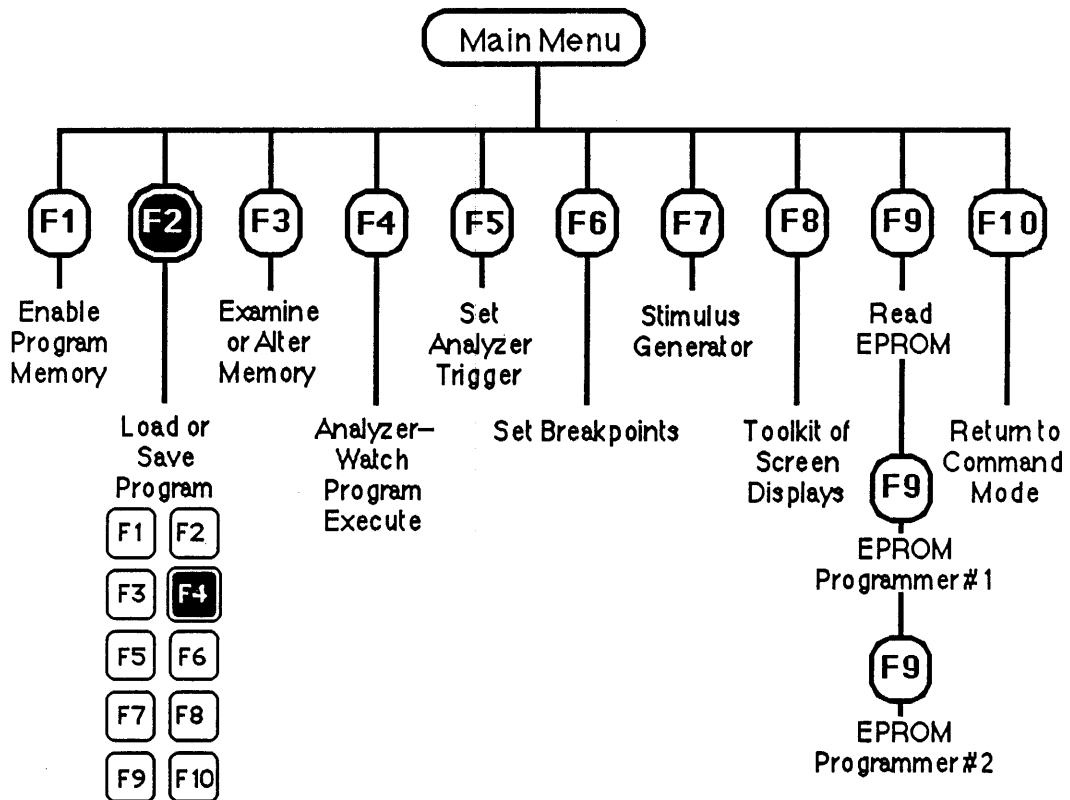 Main Menu
F1 F2 F3 F4 F5 F6 F7 F8 F9 F10
Enable
Program
Memory
Load or
Save
Program
F1 F2
F3 F4
F5 F6
F7 F8
F9 F10
Examine
or Alter
Memory
Analyzer–
Watch
Program
Execute
Set
Analyzer
Trigger
Set Breakpoints
Stimulus
Generator
Toolkit of
Screen
Displays
Read
EPROM
F9
EPROM
Programmer #1
F9
EPROM
Programmer #2
Return to
Command
Mode